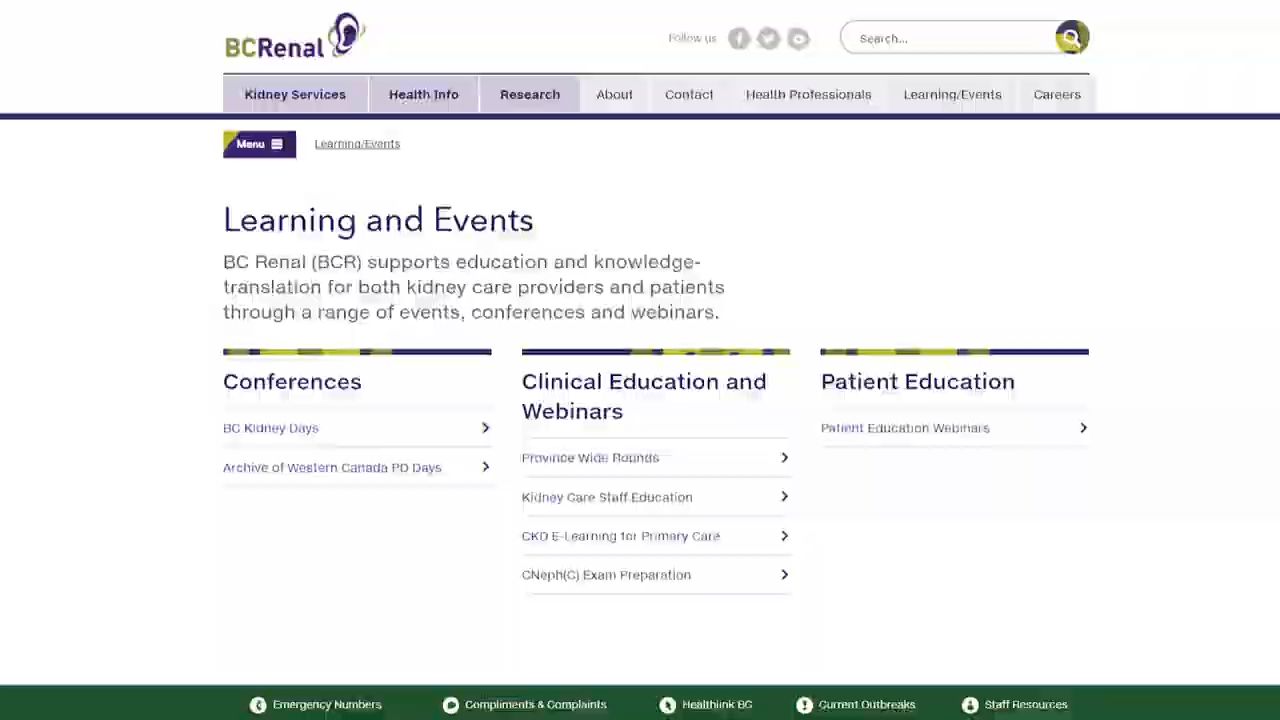 BCRenal
Follow us
Search...
Kidney Services
Health Info
Research
About
Contact
Health Professionals
Learning/Events
Careers
Menu
Learning/Events
Learning and Events
BC Renal (BCR) supports education and knowledge-
translation for both kidney care providers and patients
through a range of events, conferences and webinars.
Conferences
BC Kidney Days
Archive of Western Canada PD Days
Clinical Education and
Webinars
Province Wide Rounds
Kidney Care Staff Education
CKD E-Learning for Primary Care
CNeph(C) Exam Preparation
Patient Education
Patient Education Webinars
Emergency Numbers
Compliments & Complaints
Healthlink BC
Current Outbreaks
Staff Resources